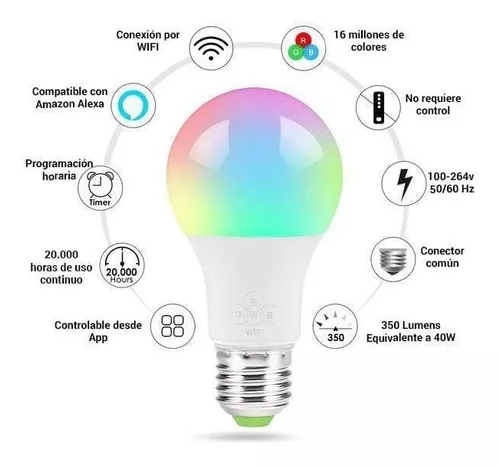 Conexión por
WIFI
R
G B
16 millones de
colores
Compatible con
Amazon Alexa
No requiere
control
Programación
horaria
Timer
100-264v
50/60 Hz
20.000
horas de uso
continuo
20,000
Hours
Conector
común
Controlable desde
App
R
G W B
WiFi
350
350 Lumens
Equivalente a 40W